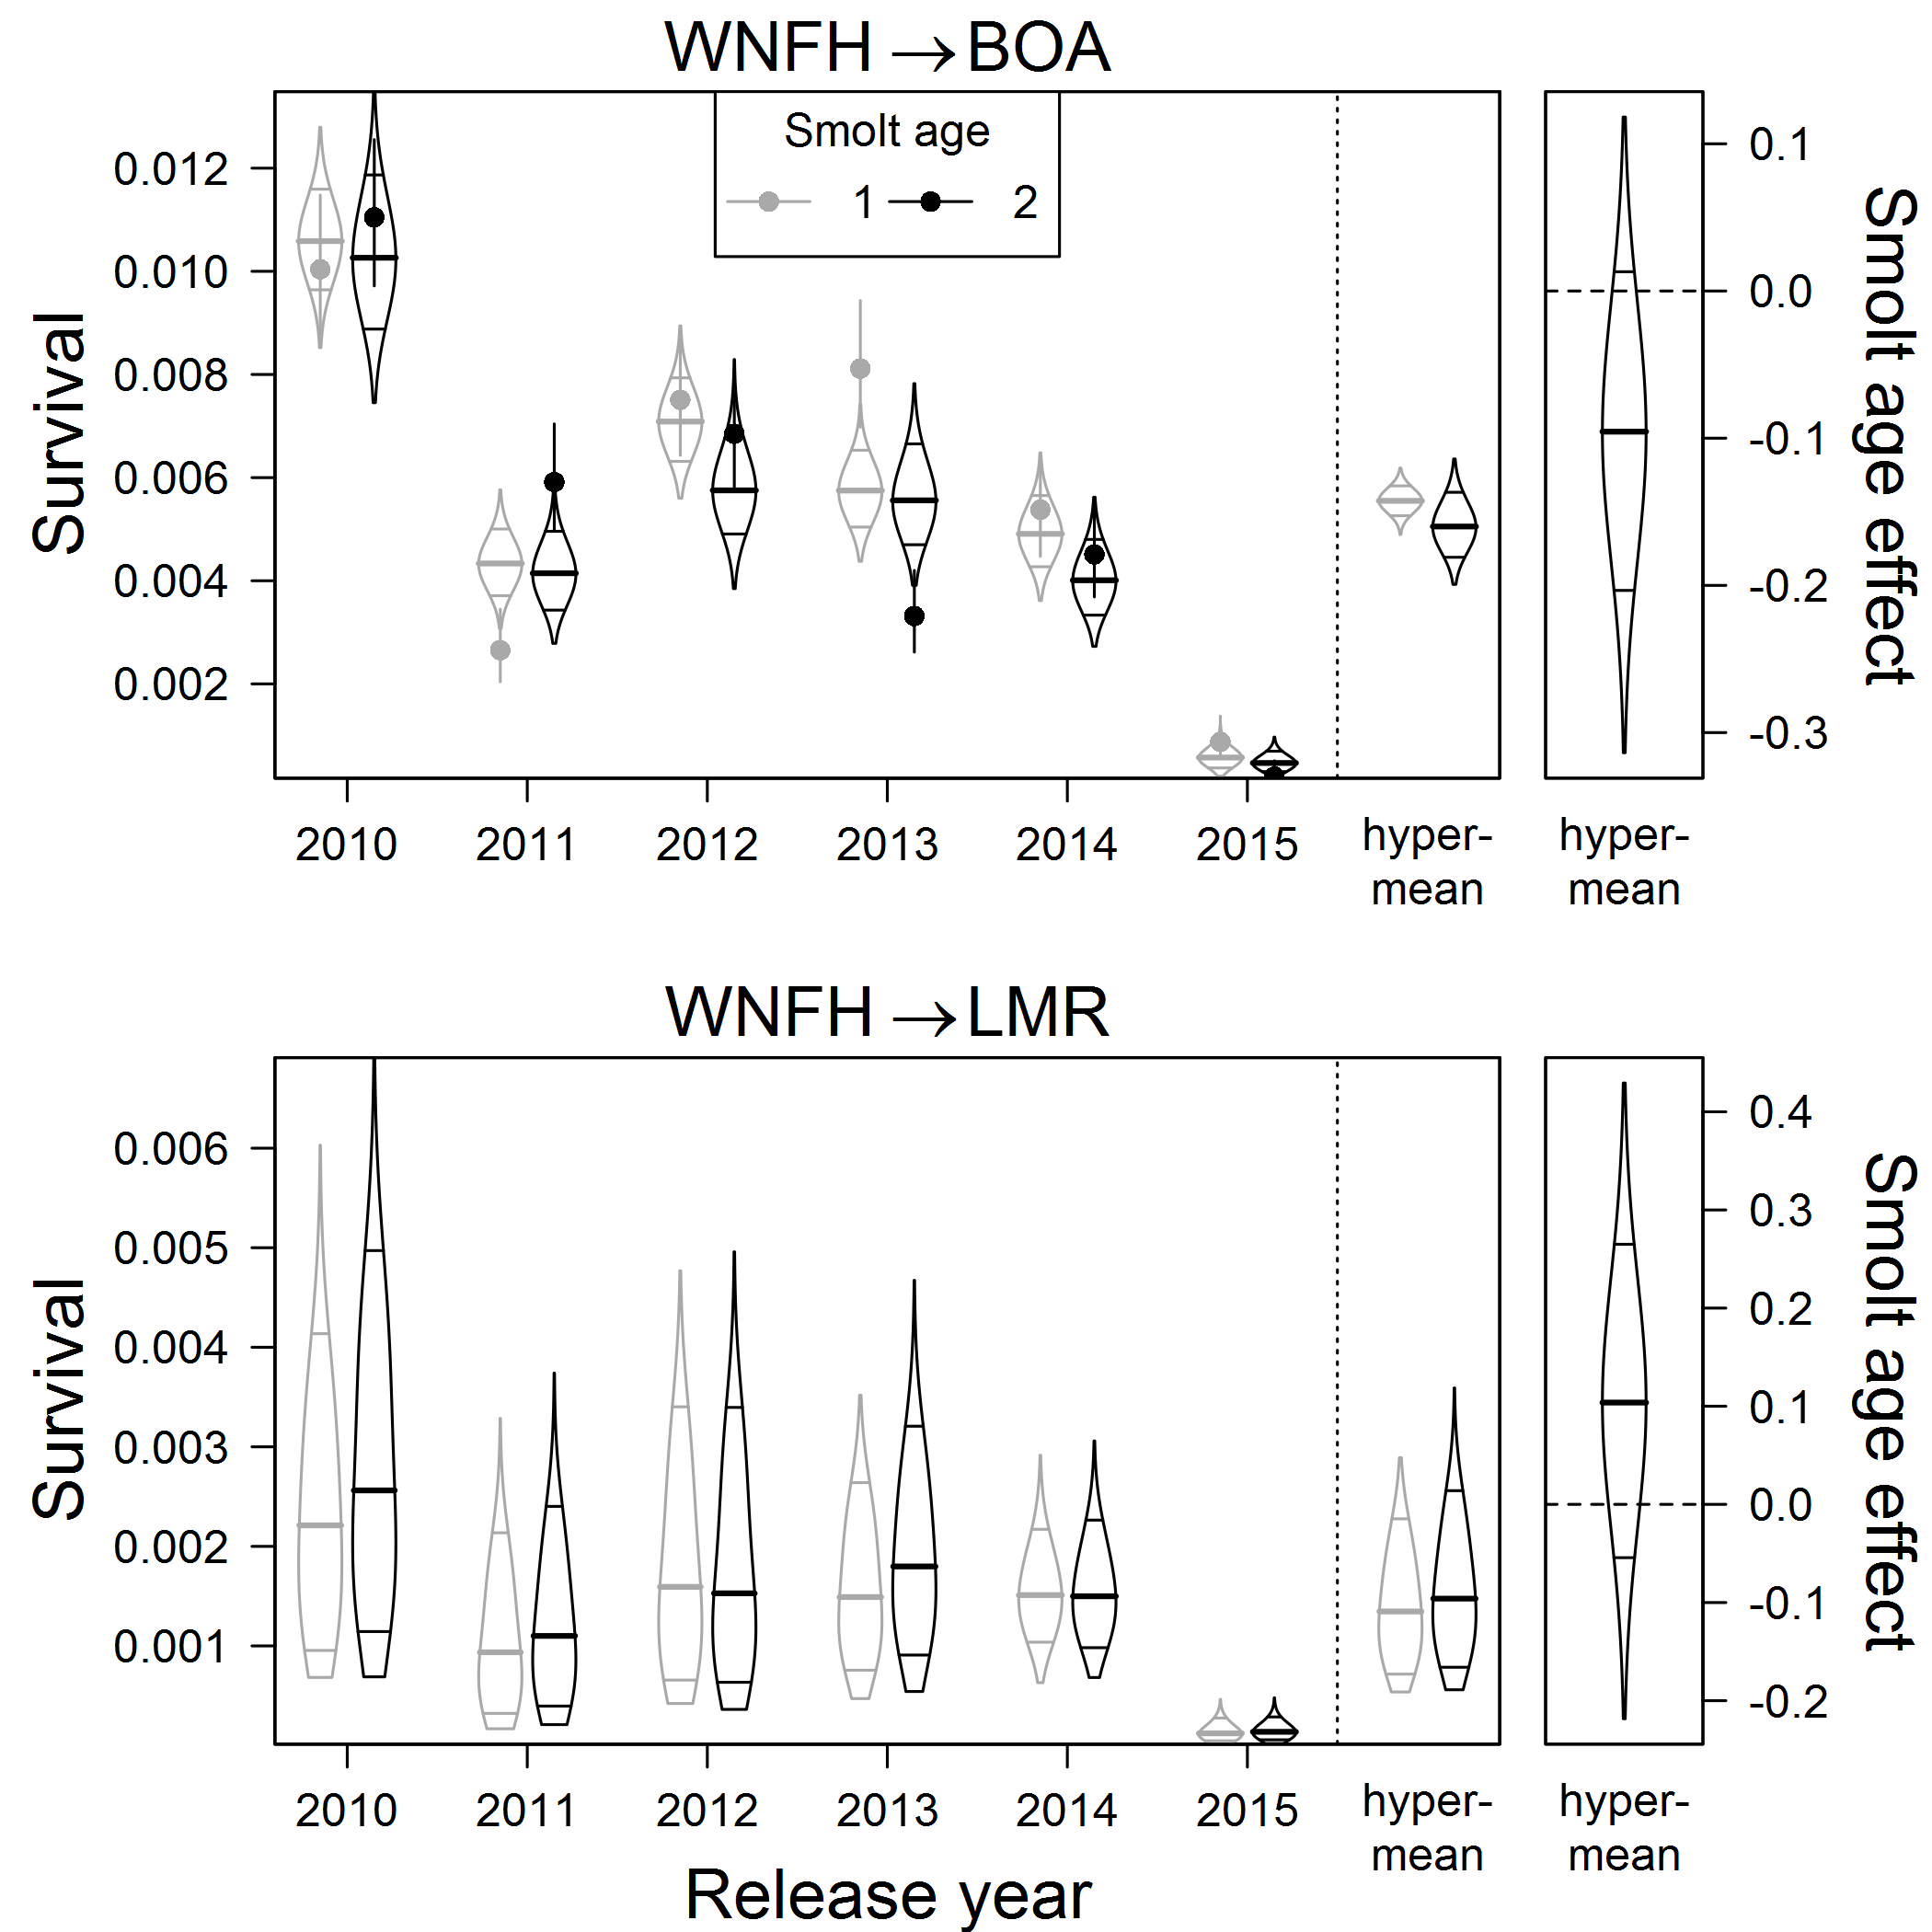 WNFH → BOA
Survival
0.012
0.010
0.008
0.006
0.004
0.002
Smolt age
1 2
2010 2011 2012 2013 2014 2015 hyper-
mean
hyper-
mean
0.1
0.0
-0.1
-0.2
-0.3
Smolt age effect
WNFH → LMR
Survival
0.006
0.005
0.004
0.003
0.002
0.001
2010 2011 2012 2013 2014 2015 hyper-
mean
hyper-
mean
0.4
0.3
0.2
0.1
0.0
-0.1
-0.2
Smolt age effect
Release year